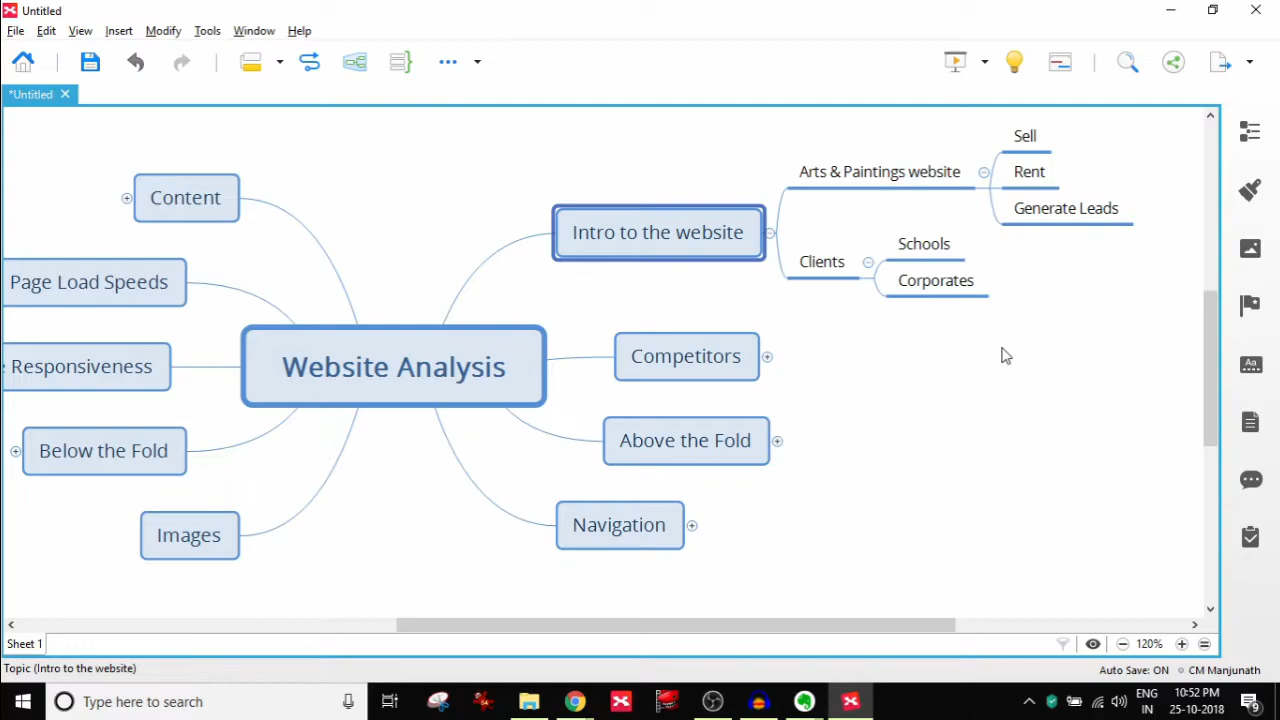 Untitled
File Edit View Insert Modify Tools Window Help
*Untitled
Sell
Arts & Paintings website
Rent
Content
Generate Leads
Intro to the website
Schools
Clients
Page Load Speeds
Corporates
Competitors
Website Analysis
Responsiveness
Above the Fold
Below the Fold
Navigation
Images
Sheet 1
120%
Topic (Intro to the website)
Auto Save: ON
CM Manjunath
Type here to search
ENG
IN
10:52 PM
25-10-2018
9
Aa